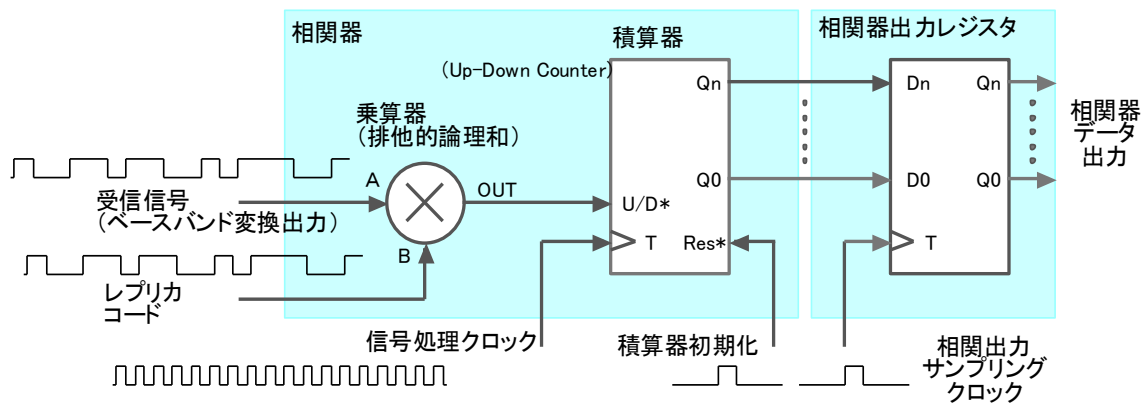 相関器
積算器
(Up-Down Counter)
相関器出力レジスタ
Qn
Dn
Qn
乗算器
(排他的論理和)
相関器
データ
出力
A
OUT
Q0
D0
Q0
受信信号
(ベースバンド変換出力)
U/D*
B
T
Res*
T
レプリカ
コード
信号処理クロック
積算器初期化
相関出力
サンプリング
クロック